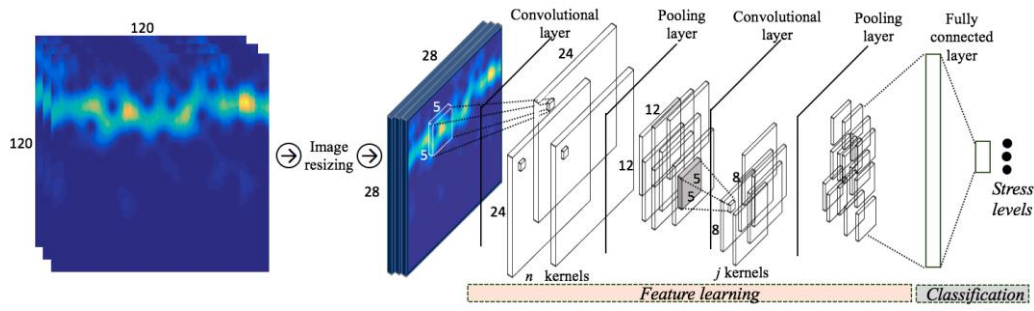 120
120
Image
resizing
28
28
5
5
Convolutional
layer
24
24
n kernels
Pooling
layer
12
12
5
5
Convolutional
layer
8
8
j kernels
Pooling
layer
Fully
connected
layer
Stress
levels
Feature learning
Classification